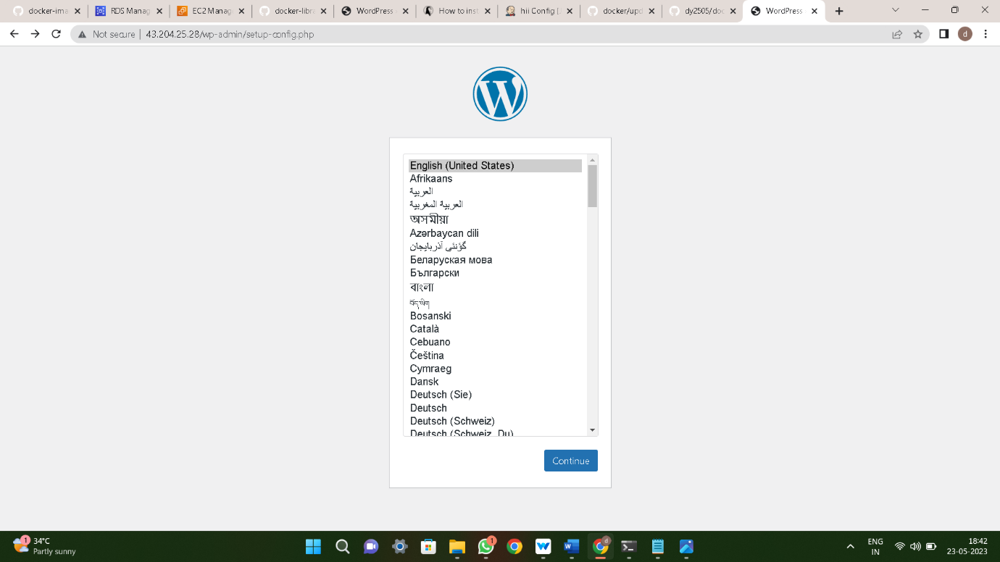 docker-ima
RDS Manag
EC2 Manag
docker-libra
WordPress
How to inst
hii Config [J
docker/upd
dy2505/doc
WordPress
Not secure | 43.204.25.28/wp-admin/setup-config.php
d
English (United States)
Afrikaans
العربية
العربية المغربية
অসমীয়া
Azərbaycan dili
گؤنئی آذربایجان
Беларуская мова
Български
বাংলা
བོད་ཡིག
Bosanski
Català
Cebuano
Čeština
Cymraeg
Dansk
Deutsch (Sie)
Deutsch
Deutsch (Schweiz)
Deutsch (Schweiz, Du)
Continue
1
34°C
Partly sunny
1
d
ENG
IN
18:42
23-05-2023